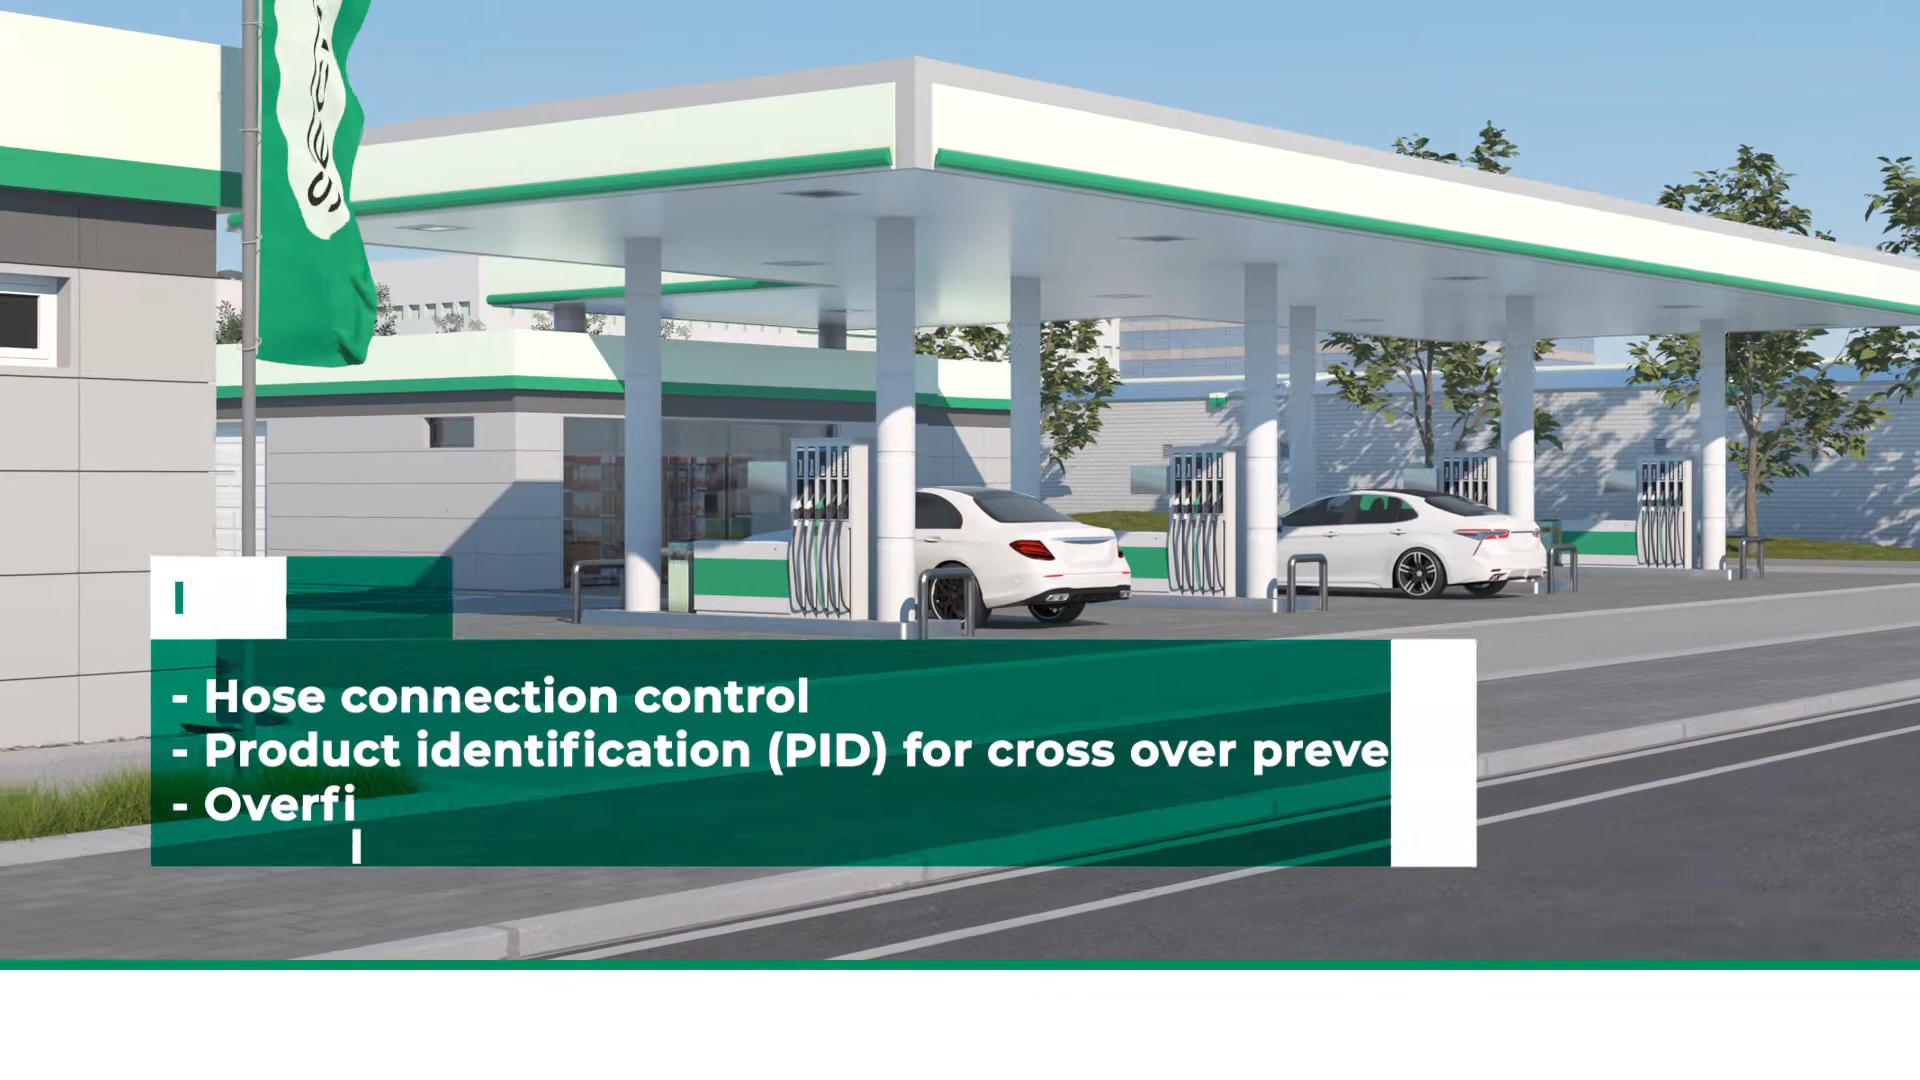 - Hose connection control
- Product identification (PID) for cross over preve
- Overfi